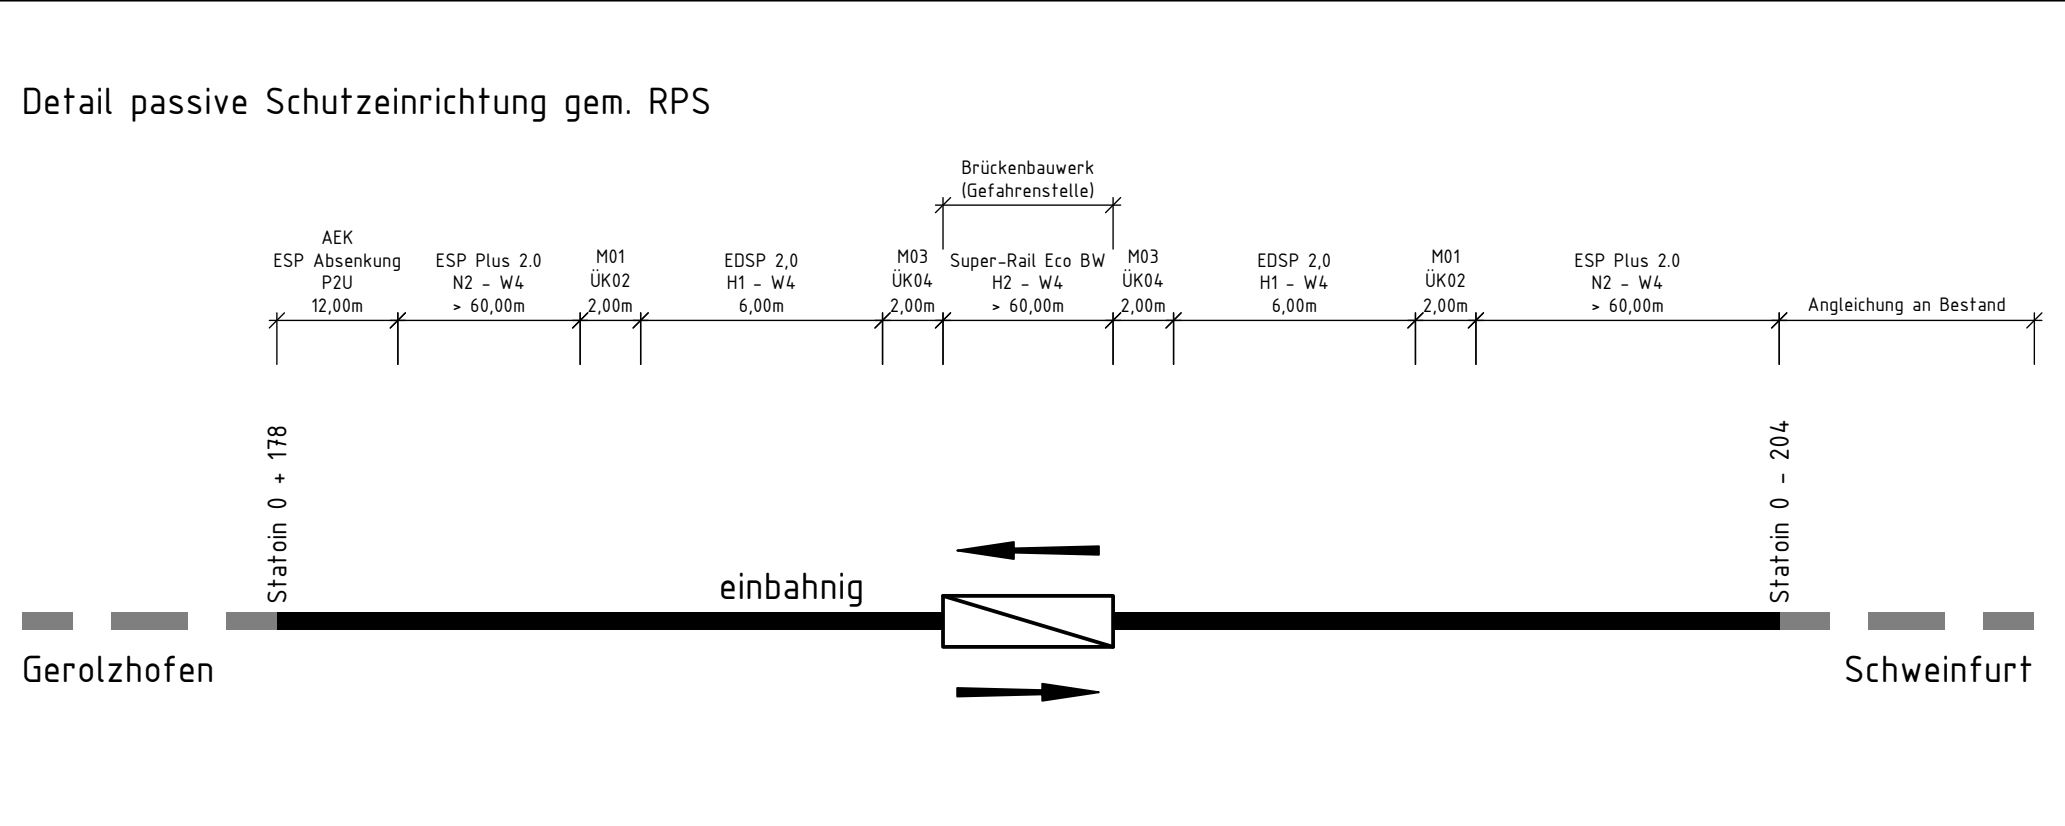 Detail passive Schutzeinrichtung gem. RPS
Brückenbauwerk
(Gefahrenstelle)
AEK
ESP Absenkung
P2U
12,00m
ESP Plus 2.0
N2 - W4
> 60,00m
M01
ÜK02
2,00m
EDSP 2,0
H1 - W4
6,00m
M03
ÜK04
2,00m
Super-Rail Eco BW
H2 - W4
> 60,00m
M03
ÜK04
2,00m
EDSP 2,0
H1 - W4
6,00m
M01
ÜK02
2,00m
ESP Plus 2.0
N2 - W4
> 60,00m
Angleichung an Bestand
Statoin 0 + 178
Statoin 0 - 204
einbahnig
Gerolzhofen
Schweinfurt